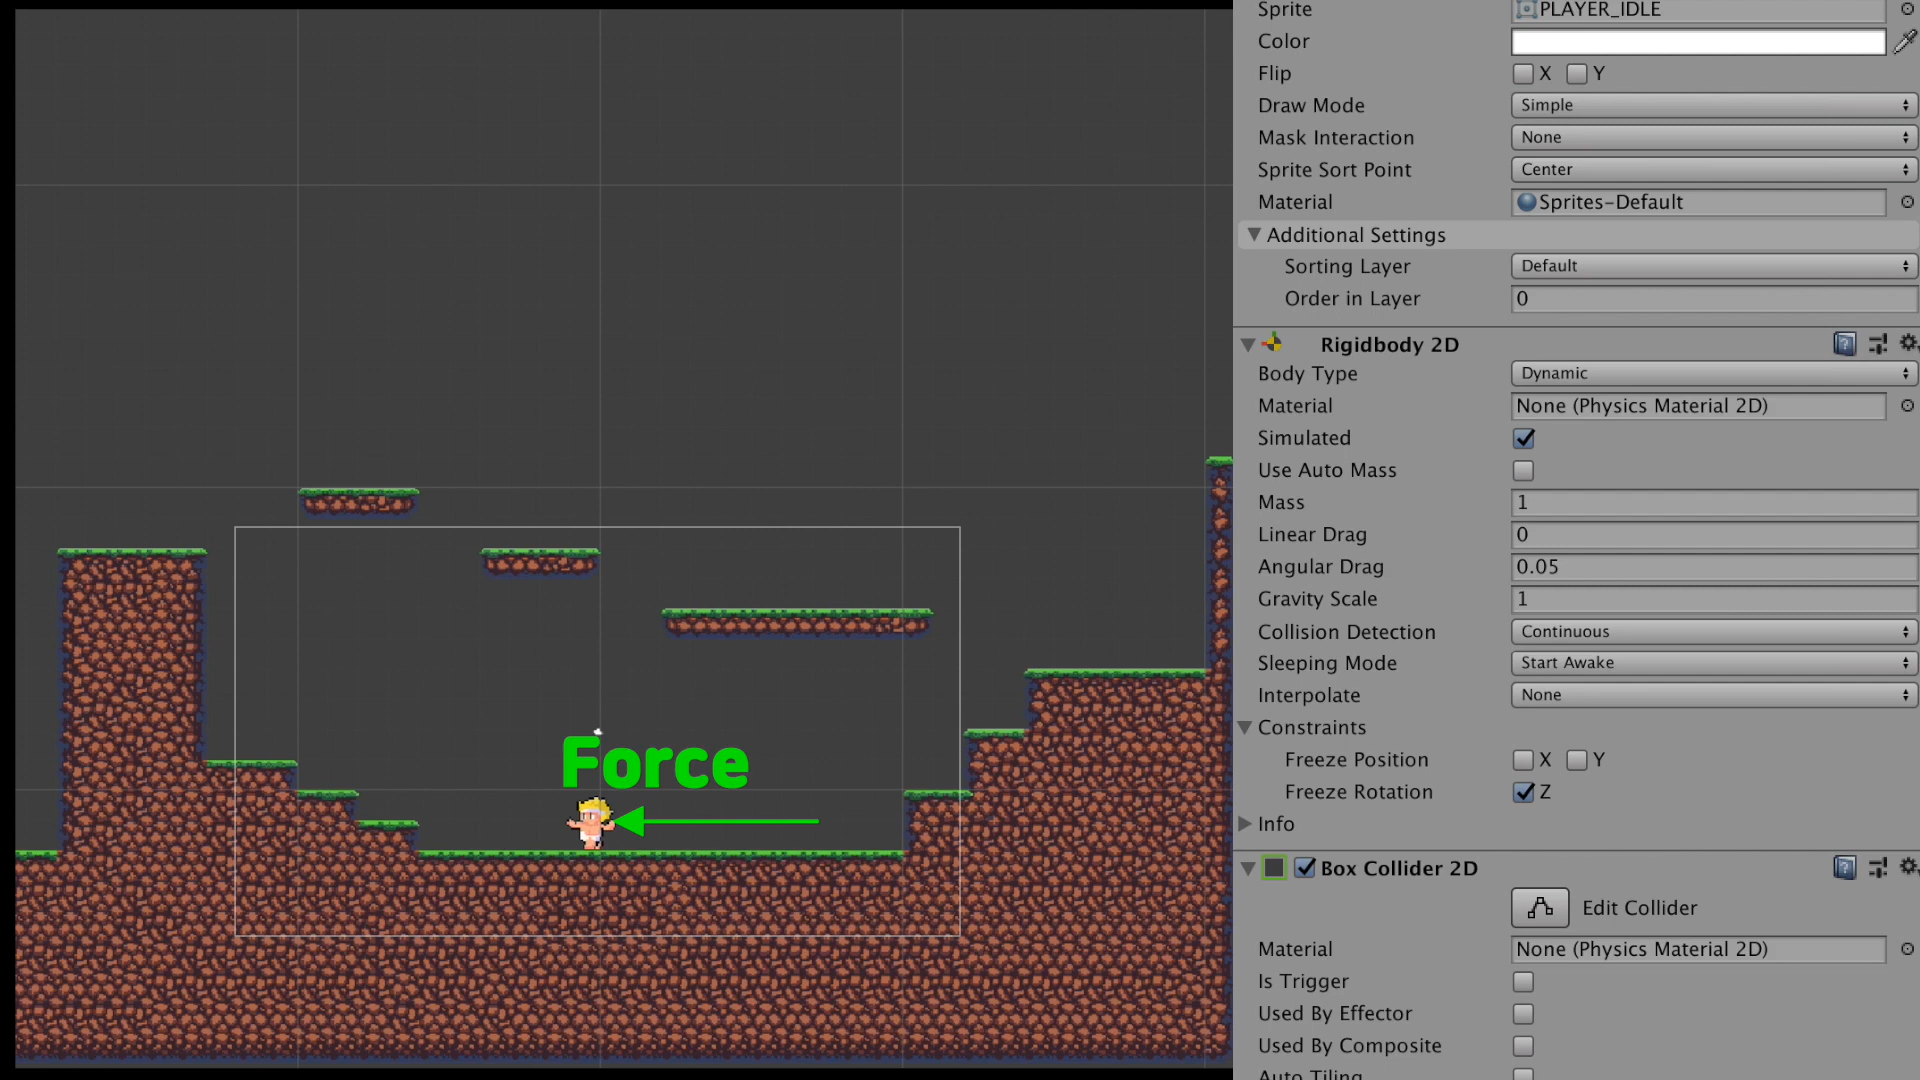 Sprite PLAYER_IDLE
Color
Flip X Y
Draw Mode Simple
Mask Interaction None
Sprite Sort Point Center
Material Sprites-Default
Additional Settings
Sorting Layer Default
Order in Layer 0
Rigidbody 2D
Body Type Dynamic
Material None (Physics Material 2D)
Simulated
Use Auto Mass
Mass 1
Linear Drag 0
Angular Drag 0.05
Gravity Scale 1
Collision Detection Continuous
Sleeping Mode Start Awake
Interpolate None
Constraints
Freeze Position X Y
Freeze Rotation Z
Info
Box Collider 2D
Edit Collider
Material None (Physics Material 2D)
Is Trigger
Used By Effector
Used By Composite
Auto Tiling
Force